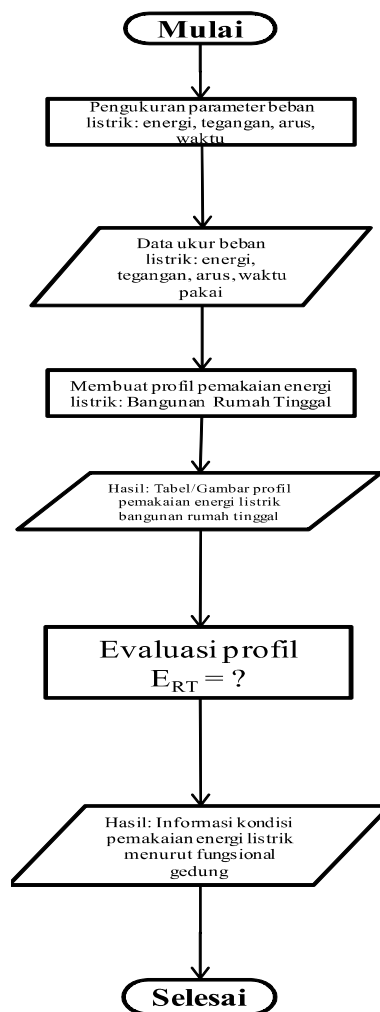 Mulai
Pengukuran parameter beban
listrik: energi, tegangan, arus,
waktu
Data ukur beban
listrik: energi,
tegangan, arus, waktu
pakai
Membuat profil pemakaian energi
listrik: Bangunan Rumah Tinggal
Hasil: Tabel/Gambar profil
pemakaian energi listrik
bangunan rumah tinggal
Evaluasi profil
E_RT = ?
Hasil: Informasi kondisi
pemakaian energi listrik
menurut fungsional
gedung
Selesai